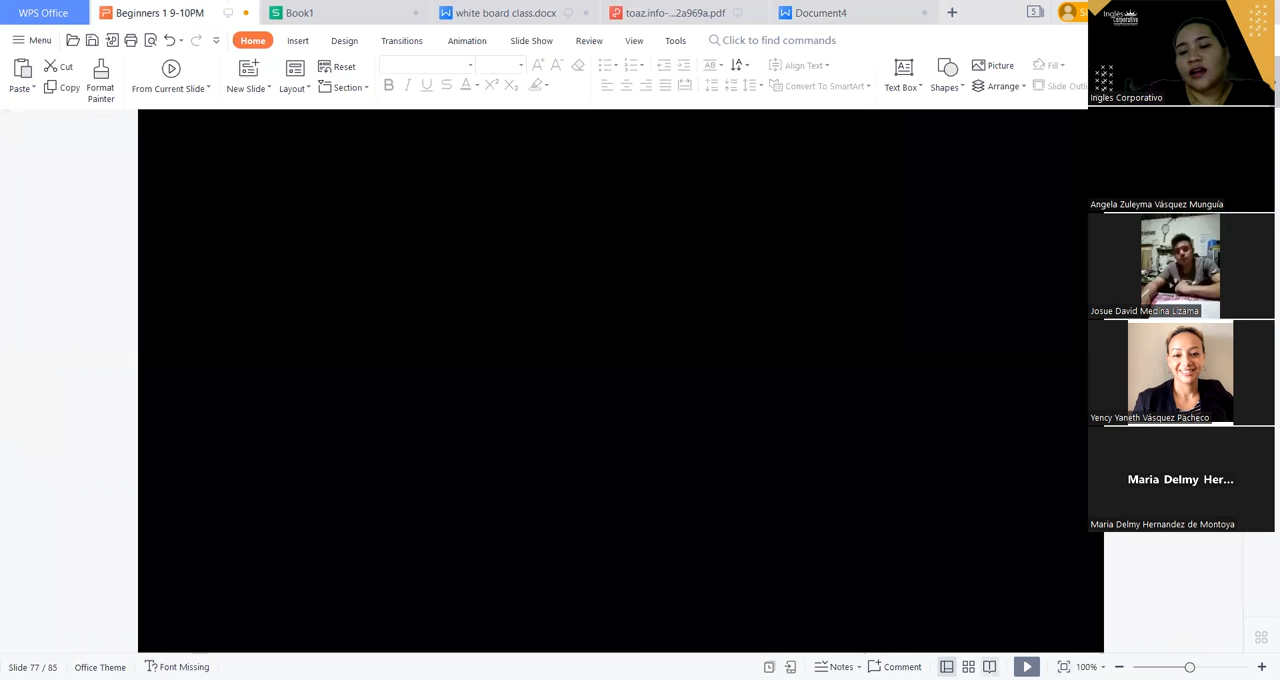 WPS Office
Beginners 1 9-10PM
Book1
white board class.docx
toaz.info-...2a969a.pdf
Document4
5
Menu
Home
Insert
Design
Transitions
Animation
Slide Show
Review
View
Tools
Click to find commands
Paste
Cut
Copy
Format
Painter
From Current Slide
New Slide
Layout
Reset
Section
Align Text
Convert To SmartArt
Text Box
Shapes
Picture
Arrange
Fill
Inglés
Corporativo
Ingles Corporativo
Angela Zuleyma Vásquez Munguía
Josue David Medina Lizama
Yency Yaneth Vásquez Pacheco
Maria Delmy Her...
Maria Delmy Hernandez de Montoya
Slide 77 / 85
Office Theme
Font Missing
Notes
Comment
100%